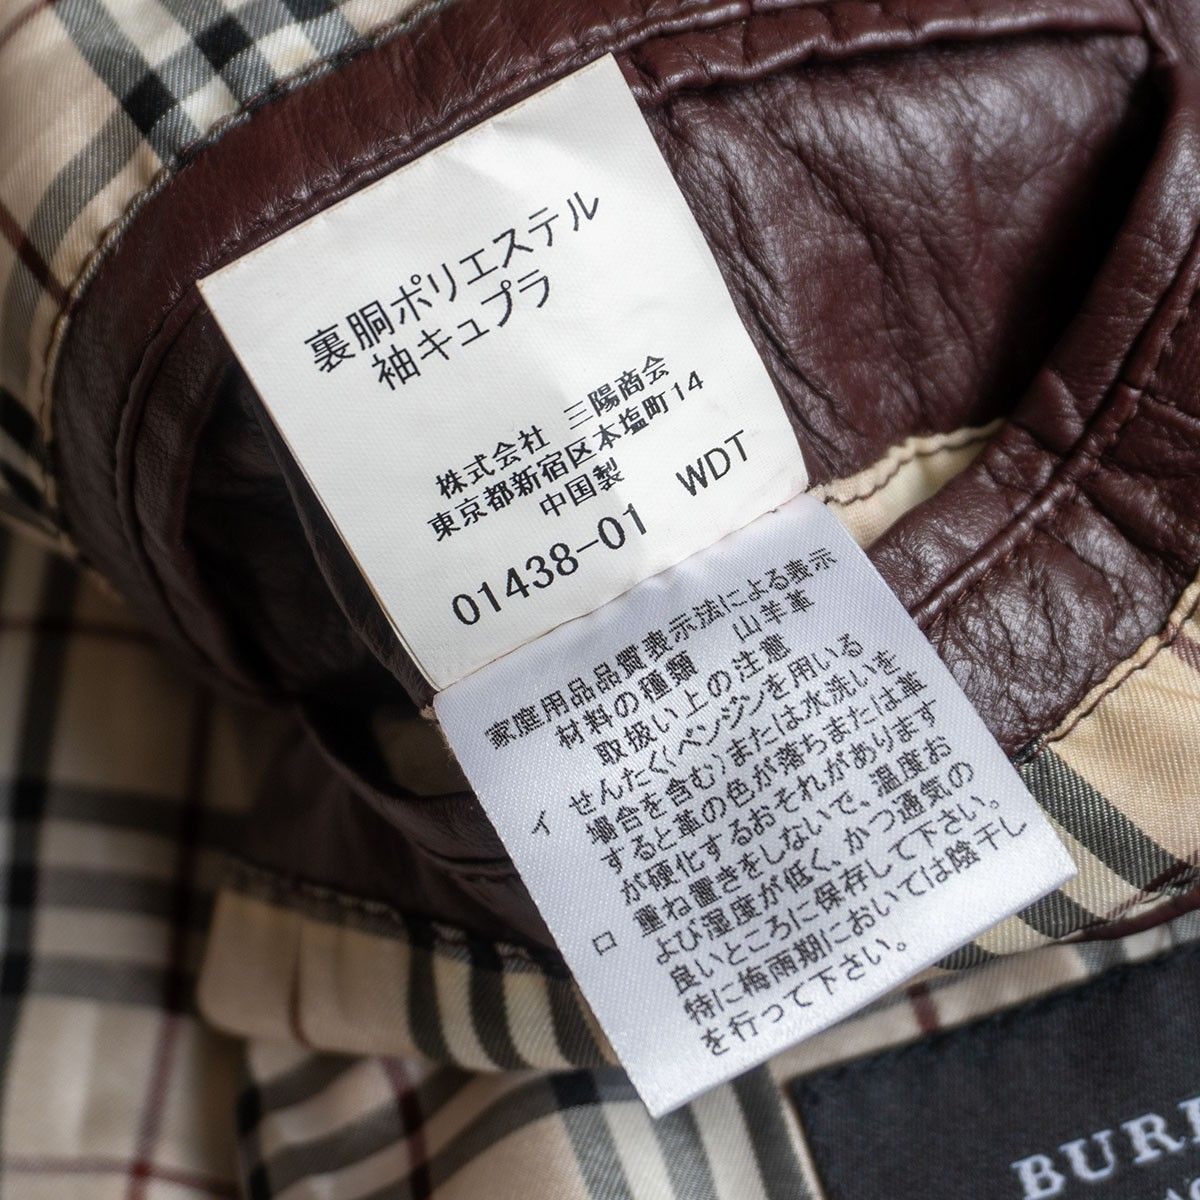 裏胴ポリエステル
袖キュプラ
株式会社 三陽商会
東京都新宿区本塩町14
中国製
01438-01 WDT
家庭用品品質表示法による表示
材料の種類 山羊革
取扱い上の注意
イ せんたく(ベンジンを用いる
場合を含む)または水洗いを
すると革の色が落ちまたは革
が硬化するおそれがあります
ロ 重ね置きをしないで、温度お
よび湿度が低く、かつ通気の
良いところに保存して下さい。
特に梅雨期においては陰干し
を行って下さい。